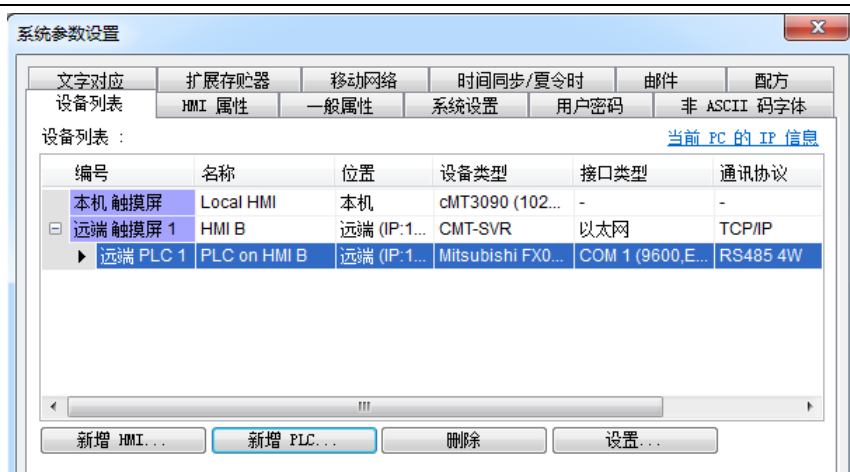 系统参数设置
文字对应 扩展存贮器 移动网络 时间同步/夏令时 邮件 配方
设备列表 HMI 属性 一般属性 系统设置 用户密码 非 ASCII 码字体
设备列表 : 当前 PC 的 IP 信息
编号 名称 位置 设备类型 接口类型 通讯协议
本机 触摸屏 Local HMI 本机 cMT3090 (102... - -
远端 触摸屏 1 HMI B 远端 (IP:1... CMT-SVR 以太网 TCP/IP
远端 PLC 1 PLC on HMI B 远端 (IP:1... Mitsubishi FX0... COM 1 (9600,E... RS485 4W
新增 HMI... 新增 PLC... 删除 设置...